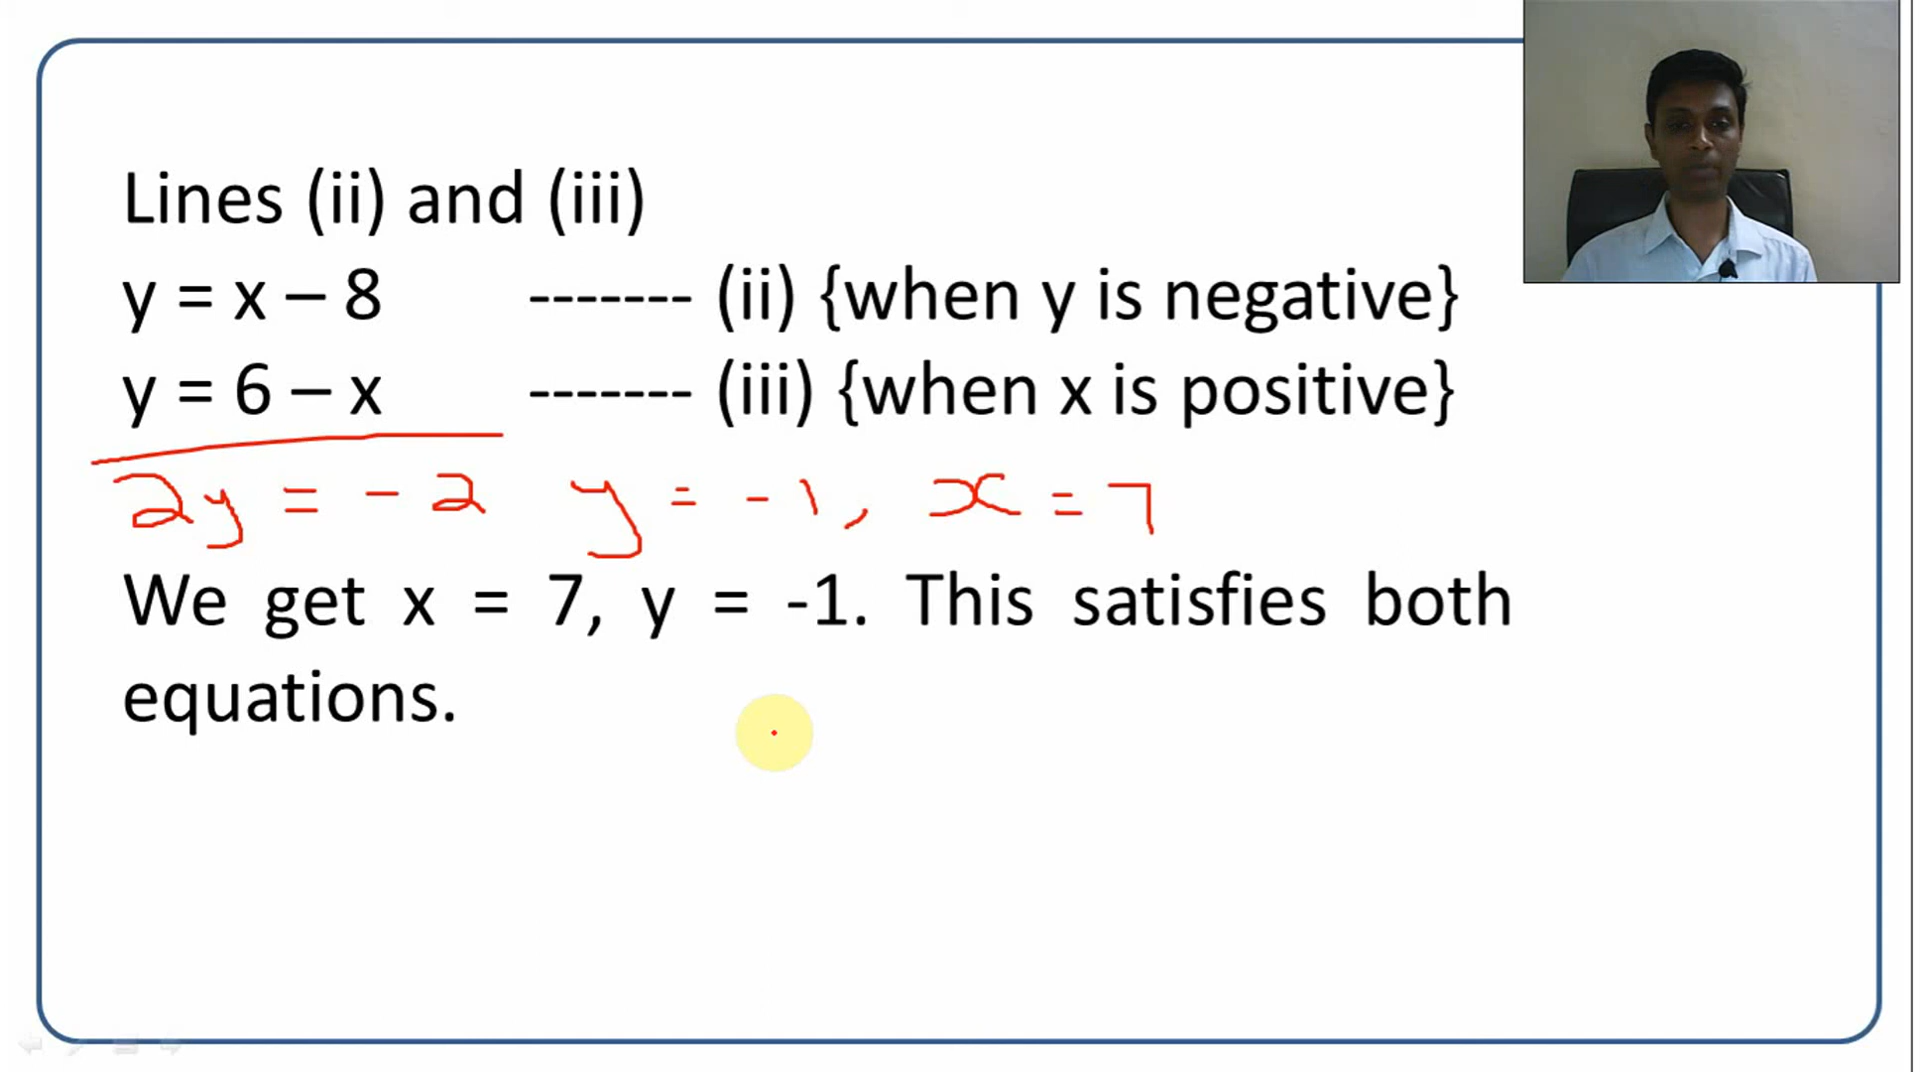 Lines (ii) and (iii)
y = x – 8 ------- (ii) {when y is negative}
y = 6 – x ------- (iii) {when x is positive}
2y = - 2 y = - 1, x = 7
We get x = 7, y = -1. This satisfies both
equations.